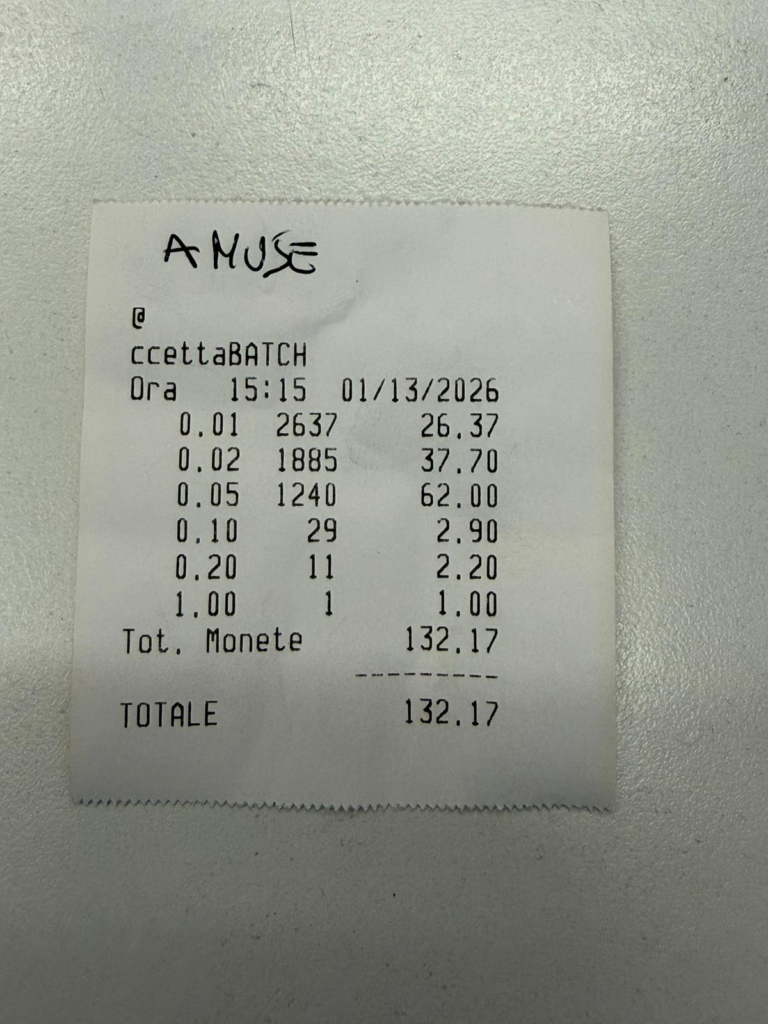 AMUSE
@
ccettaBATCH
Ora 15:15 01/13/2026
0.01 2637 26.37
0.02 1885 37.70
0.05 1240 62.00
0.10 29 2.90
0.20 11 2.20
1.00 1 1.00
Tot. Monete 132.17
---------
TOTALE 132.17